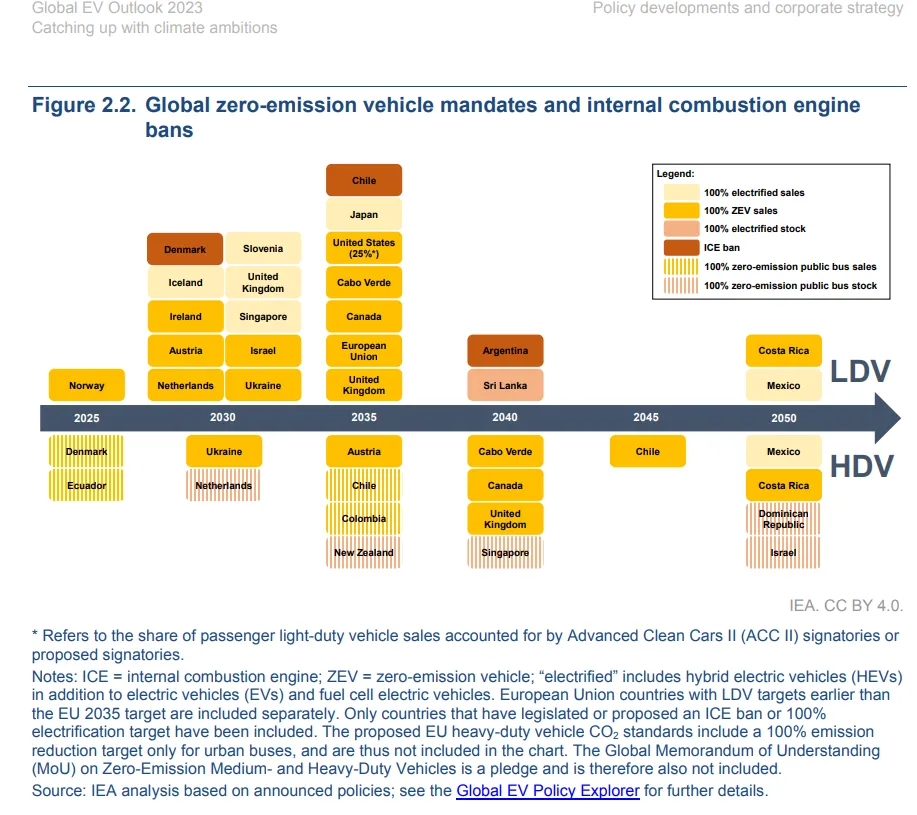 Global EV Outlook 2023
Policy developments and corporate strategy
Catching up with climate ambitions
Figure 2.2. Global zero-emission vehicle mandates and internal combustion engine
bans
Legend:
100% electrified sales
100% ZEV sales
100% electrified stock
ICE ban
100% zero-emission public bus sales
100% zero-emission public bus stock
Norway
Denmark
Iceland
Ireland
Austria
Netherlands
Slovenia
United
Kingdom
Singapore
Israel
Ukraine
Chile
Japan
United States
(25%*)
Cabo Verde
Canada
European
Union
United
Kingdom
Argentina
Sri Lanka
Costa Rica
Mexico
LDV
2025
2030
2035
2040
2045
2050
HDV
Denmark
Ecuador
Ukraine
Netherlands
Austria
Chile
Colombia
New Zealand
Cabo Verde
Canada
United
Kingdom
Singapore
Chile
Mexico
Costa Rica
Dominican
Republic
Israel
IEA. CC BY 4.0.
* Refers to the share of passenger light-duty vehicle sales accounted for by Advanced Clean Cars II (ACC II) signatories or
proposed signatories.
Notes: ICE = internal combustion engine; ZEV = zero-emission vehicle; “electrified” includes hybrid electric vehicles (HEVs)
in addition to electric vehicles (EVs) and fuel cell electric vehicles. European Union countries with LDV targets earlier than
the EU 2035 target are included separately. Only countries that have legislated or proposed an ICE ban or 100%
electrification target have been included. The proposed EU heavy-duty vehicle CO₂ standards include a 100% emission
reduction target only for urban buses, and are thus not included in the chart. The Global Memorandum of Understanding
(MoU) on Zero-Emission Medium- and Heavy-Duty Vehicles is a pledge and is therefore also not included.
Source: IEA analysis based on announced policies; see the Global EV Policy Explorer for further details.